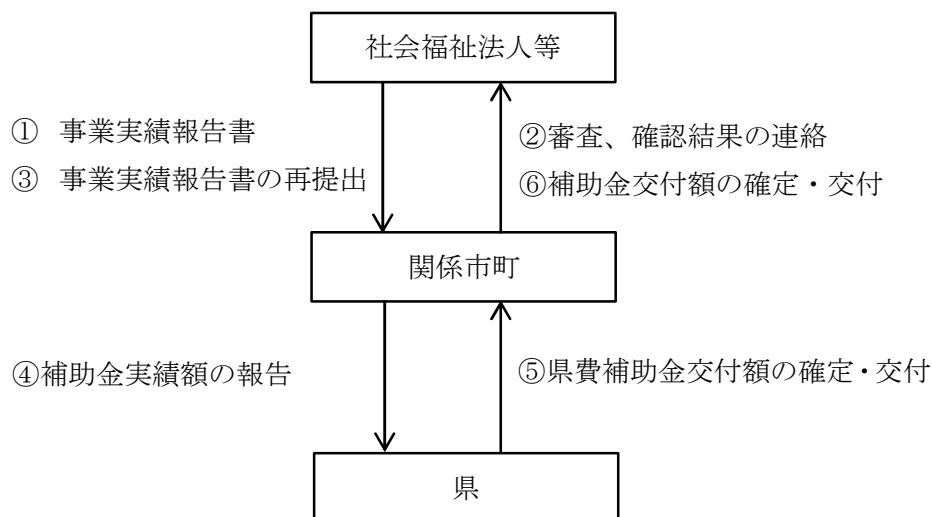 社会福祉法人等
① 事業実績報告書
③ 事業実績報告書の再提出
②審査、確認結果の連絡
⑥補助金交付額の確定・交付
関係市町
④補助金実績額の報告
⑤県費補助金交付額の確定・交付
県